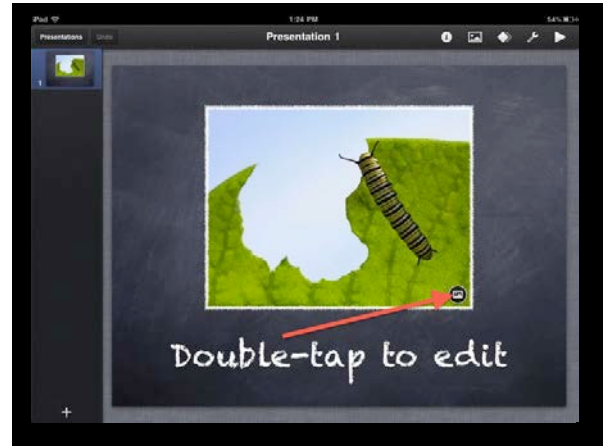 iPad 1:24 PM 54%
Presentations Undo Presentation 1
1
Double-tap to edit
+